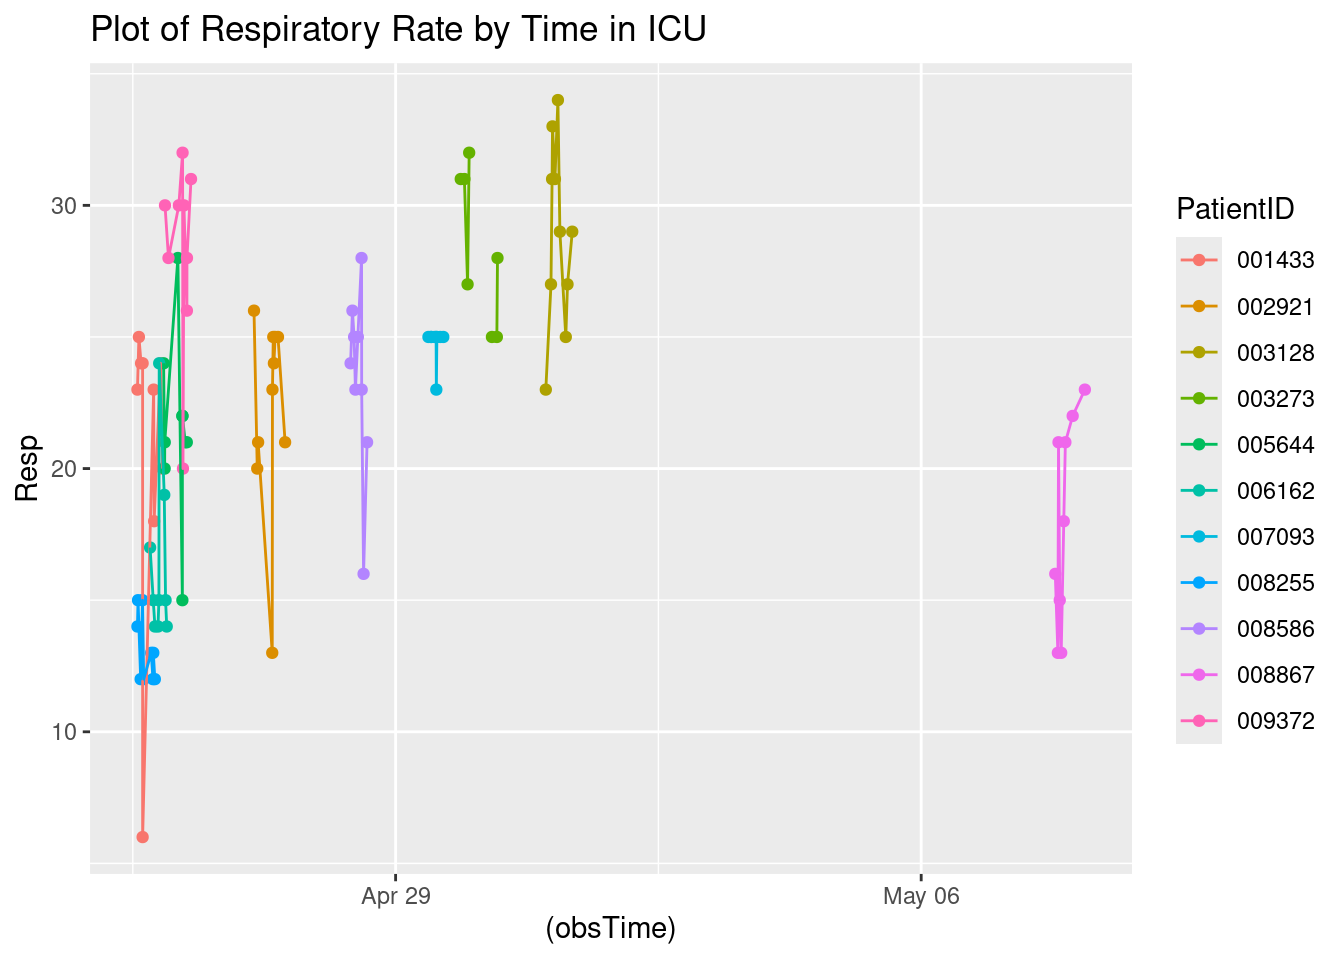 Plot of Respiratory Rate by Time in ICU
Resp
30
20
10
Apr 29
May 06
(obsTime)
PatientID
001433
002921
003128
003273
005644
006162
007093
008255
008586
008867
009372